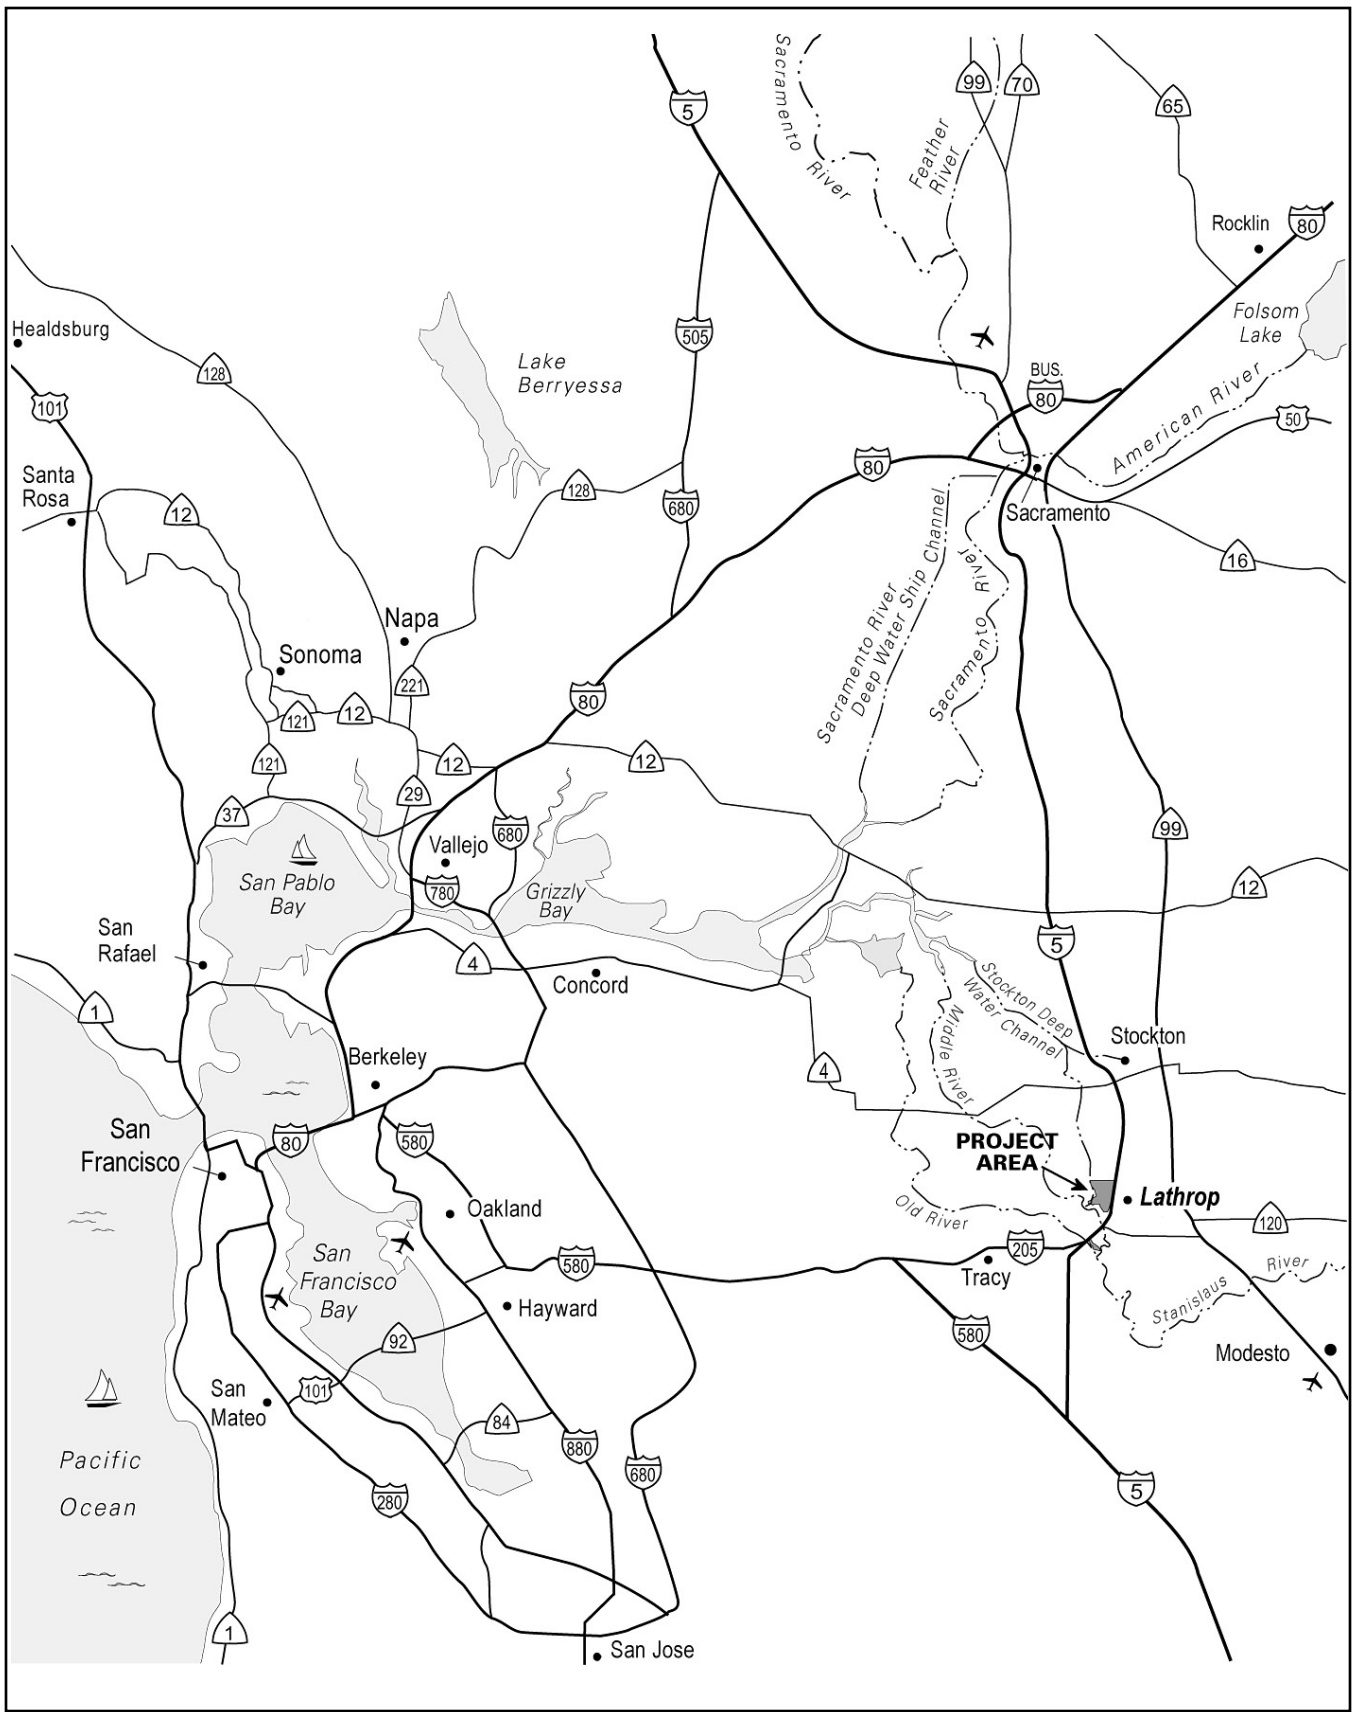 Sacramento River
99
70
65
5
Feather
River
Rocklin
80
Healdsburg
128
505
Folsom
Lake
Lake
Berryessa
BUS.
80
101
American River
50
Santa
Rosa
12
128
680
80
Sacramento
16
Sacramento River
Deep Water Ship Channel
Sacramento River
Napa
Sonoma
221
80
121
12
121
12
12
29
37
680
99
Vallejo
780
San Pablo
Bay
Grizzly
Bay
12
San
Rafael
5
4
Concord
Stockton Deep
Water Channel
1
Middle River
Stockton
Berkeley
4
San
Francisco
80
580
PROJECT
AREA
Lathrop
Oakland
Old River
120
San
Francisco
Bay
580
205
Tracy
River
Stanislaus
Hayward
92
580
Modesto
San
Mateo
101
84
880
680
Pacific
Ocean
280
5
1
San Jose